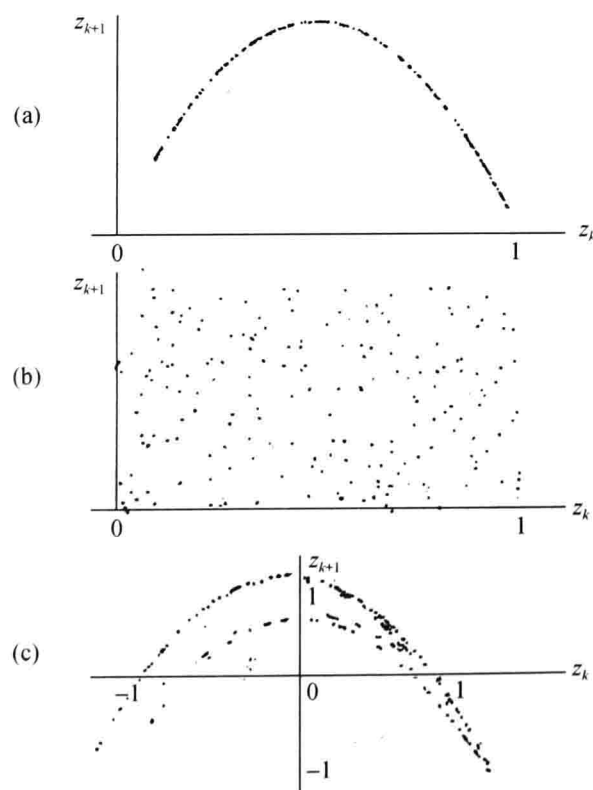 z_{k+1}
(a)
0 1 z_k
z_{k+1}
(b)
0 1 z_k
z_{k+1}
1
(c)
z_k
−1 0 1
−1